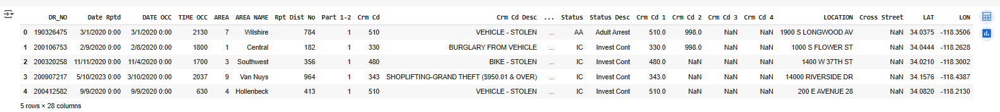 DR_NO Date Rptd DATE OCC TIME OCC AREA AREA NAME Rpt Dist No Part 1-2 Crm Cd Crm Cd Desc ... Status Status Desc Crm Cd 1 Crm Cd 2 Crm Cd 3 Crm Cd 4 LOCATION Cross Street LAT LON
0 190326475 3/1/2020 0:00 3/1/2020 0:00 2130 7 Wilshire 784 1 510 VEHICLE - STOLEN ... AA Adult Arrest 510.0 998.0 NaN NaN 1900 S LONGWOOD AV NaN 34.0375 -118.3506
1 200106753 2/9/2020 0:00 2/8/2020 0:00 1800 1 Central 182 1 330 BURGLARY FROM VEHICLE ... IC Invest Cont 330.0 998.0 NaN NaN 1000 S FLOWER ST NaN 34.0444 -118.2628
2 200320258 11/11/2020 0:00 11/4/2020 0:00 1700 3 Southwest 356 1 480 BIKE - STOLEN ... IC Invest Cont 480.0 NaN NaN NaN 1400 W 37TH ST NaN 34.0210 -118.3002
3 200907217 5/10/2023 0:00 3/10/2020 0:00 2037 9 Van Nuys 964 1 343 SHOPLIFTING-GRAND THEFT ($950.01 & OVER) ... IC Invest Cont 343.0 NaN NaN NaN 14000 RIVERSIDE DR NaN 34.1576 -118.4387
4 200412582 9/9/2020 0:00 9/9/2020 0:00 630 4 Hollenbeck 413 1 510 VEHICLE - STOLEN ... IC Invest Cont 510.0 NaN NaN NaN 200 E AVENUE 28 NaN 34.0820 -118.2130
5 rows × 28 columns